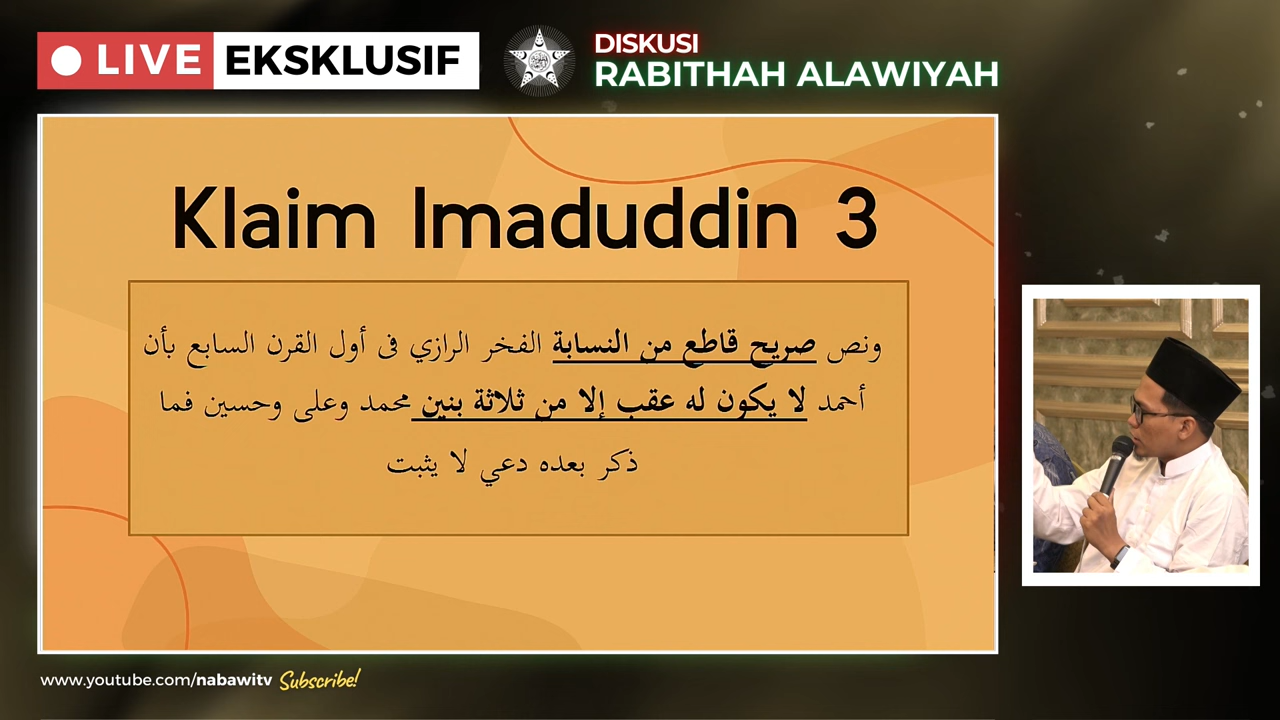 LIVE EKSKLUSIF
DISKUSI
RABITHAH ALAWIYAH
Klaim Imaduddin 3
ونص صريح قاطع من النسابة الفخر الرازي فى أول القرن السابع بأن
أحمد لا يكون له عقب إلا من ثلاثة بنين محمد وعلى وحسين فما
ذكر بعده دعي لا يثبت
www.youtube.com/nabawitv Subscribe!